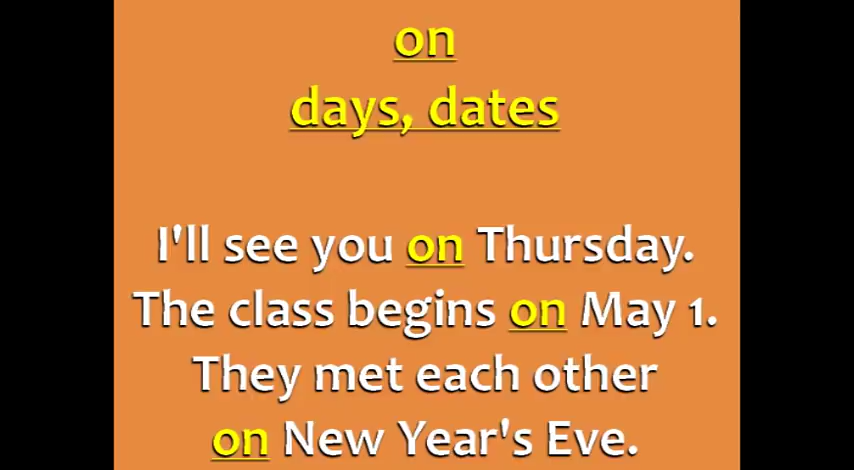 on
days, dates
I'll see you on Thursday.
The class begins on May 1.
They met each other
on New Year's Eve.